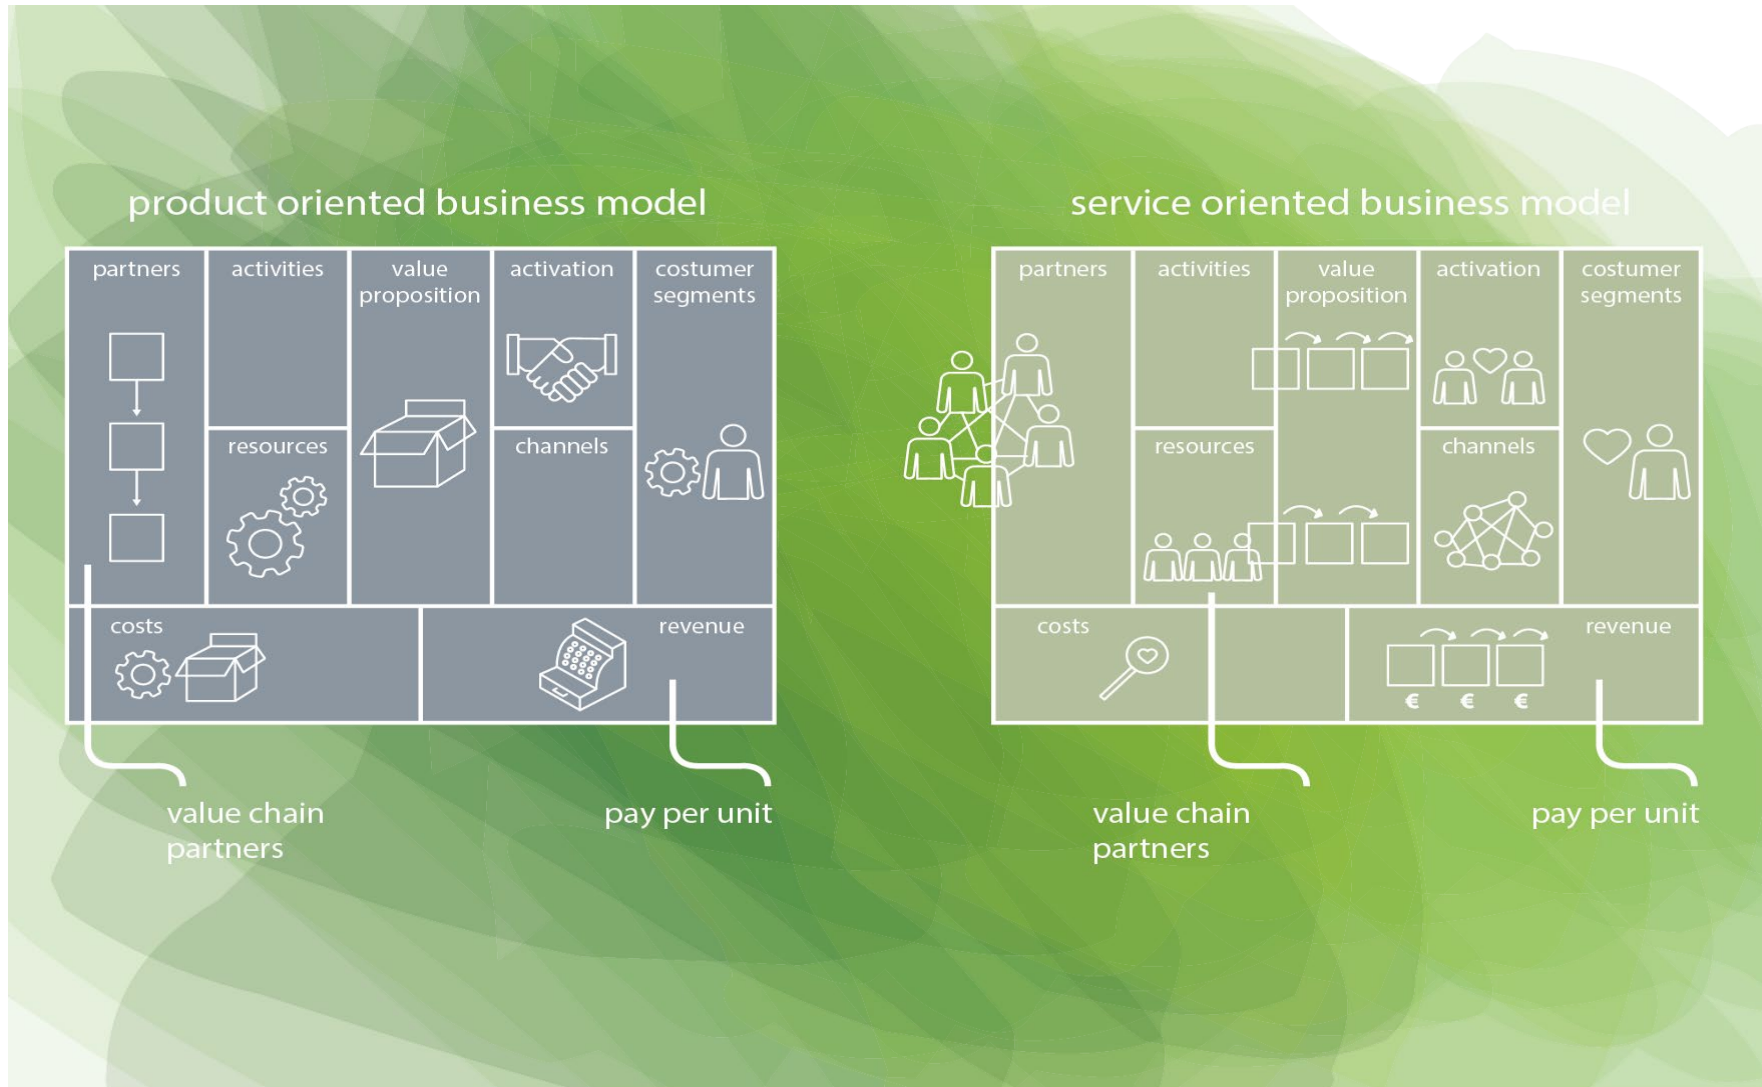 product oriented business model
partners
activities
value
proposition
activation
costumer
segments
resources
channels
costs
revenue
value chain
partners
pay per unit
service oriented business model
partners
activities
value
proposition
activation
costumer
segments
resources
channels
costs
revenue
€ € €
value chain
partners
pay per unit